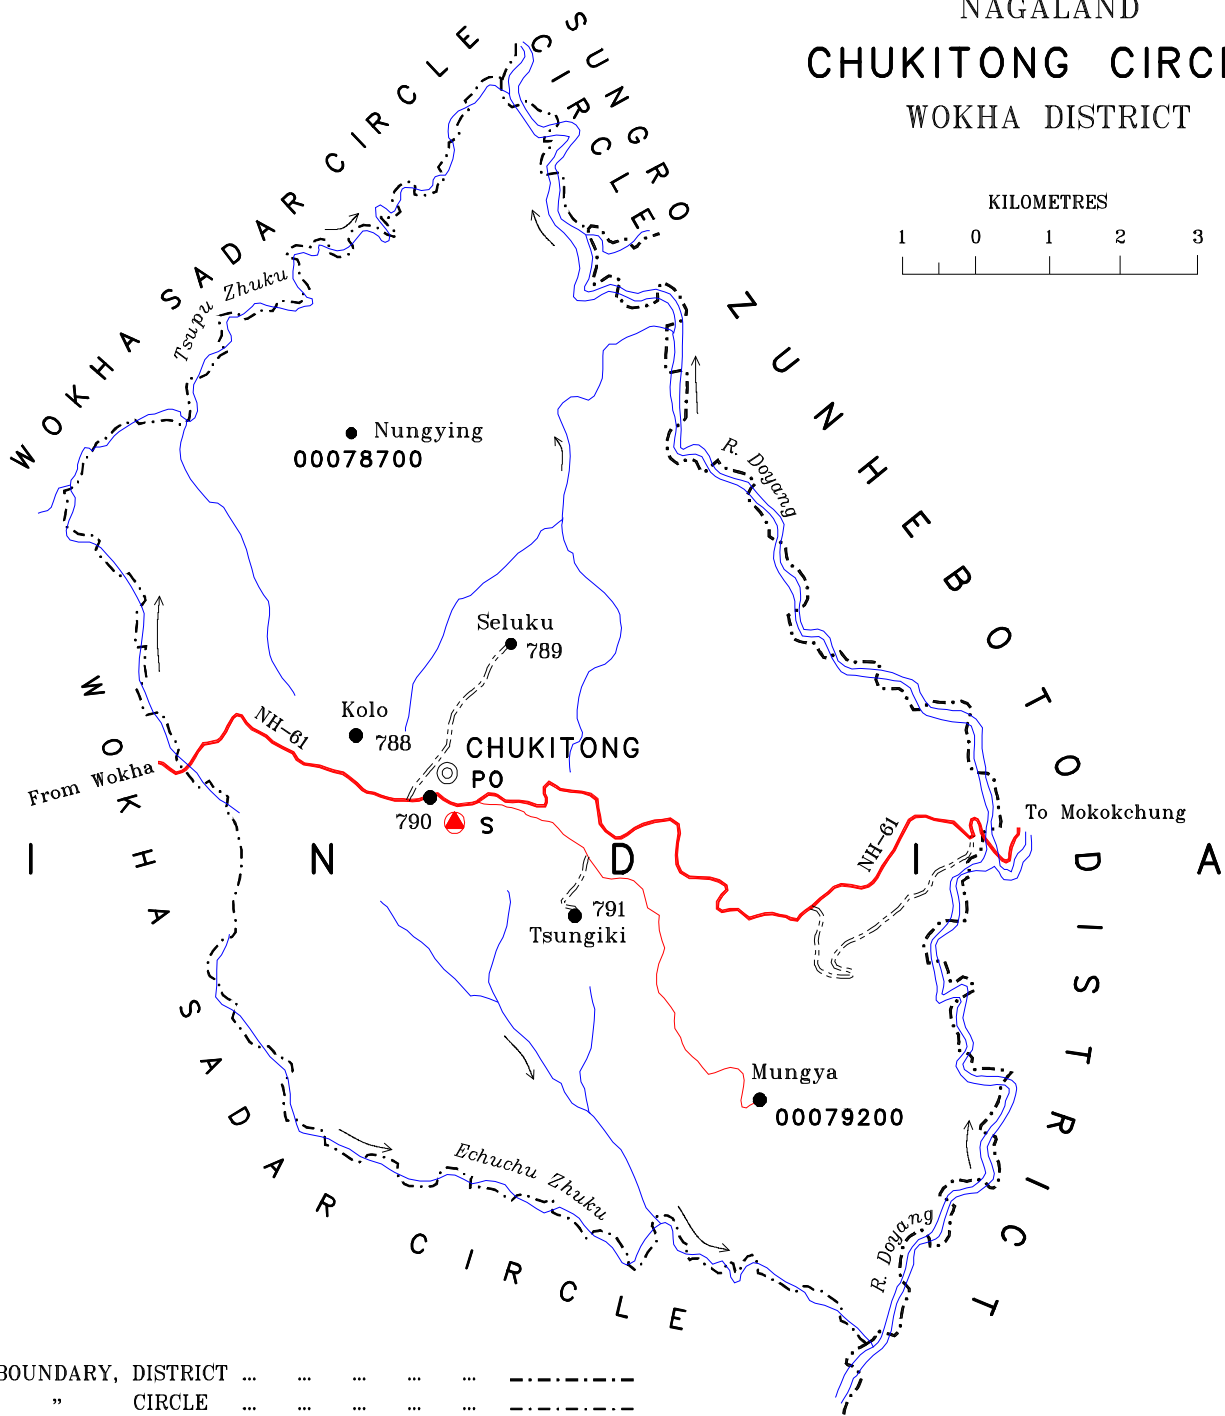 NAGALAND
CHUKITONG CIRCL
WOKHA DISTRICT
KILOMETRES
1 0 1 2 3
WOKHA SADAR CIRCLE
SUNGRO
CIRCLE
Tsupu Zhuku
ZUNHEBOTO DISTRICT
Nungying
00078700
R. Doyang
Seluku
789
Kolo
788
NH-61
From Wokha
CHUKITONG
PO
790
S
To Mokokchung
NH-61
INDIA
791
Tsungiki
WOKHA SADAR CIRCLE
Mungya
00079200
Echuchu Zhuku
R. Doyang
BOUNDARY, DISTRICT ... ... ... ... ...
" CIRCLE ... ... ... ... ...